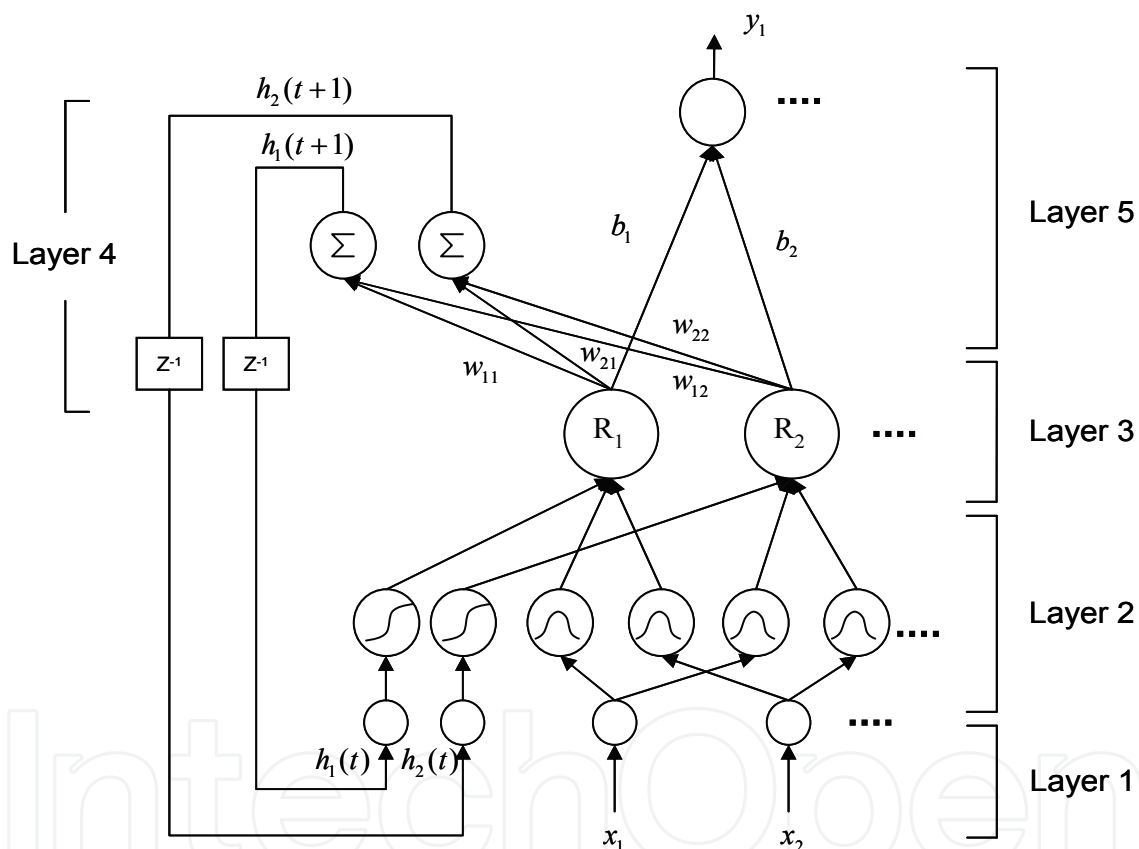 y₁
h₂(t+1)
h₁(t+1)
Layer 4
Σ
Σ
b₁
b₂
Layer 5
Z⁻¹
Z⁻¹
w₁₁
w₂₁
w₂₂
w₁₂
R₁
R₂
Layer 3
Layer 2
h₁(t)
h₂(t)
Layer 1
x₁
x₂
IntechOpen